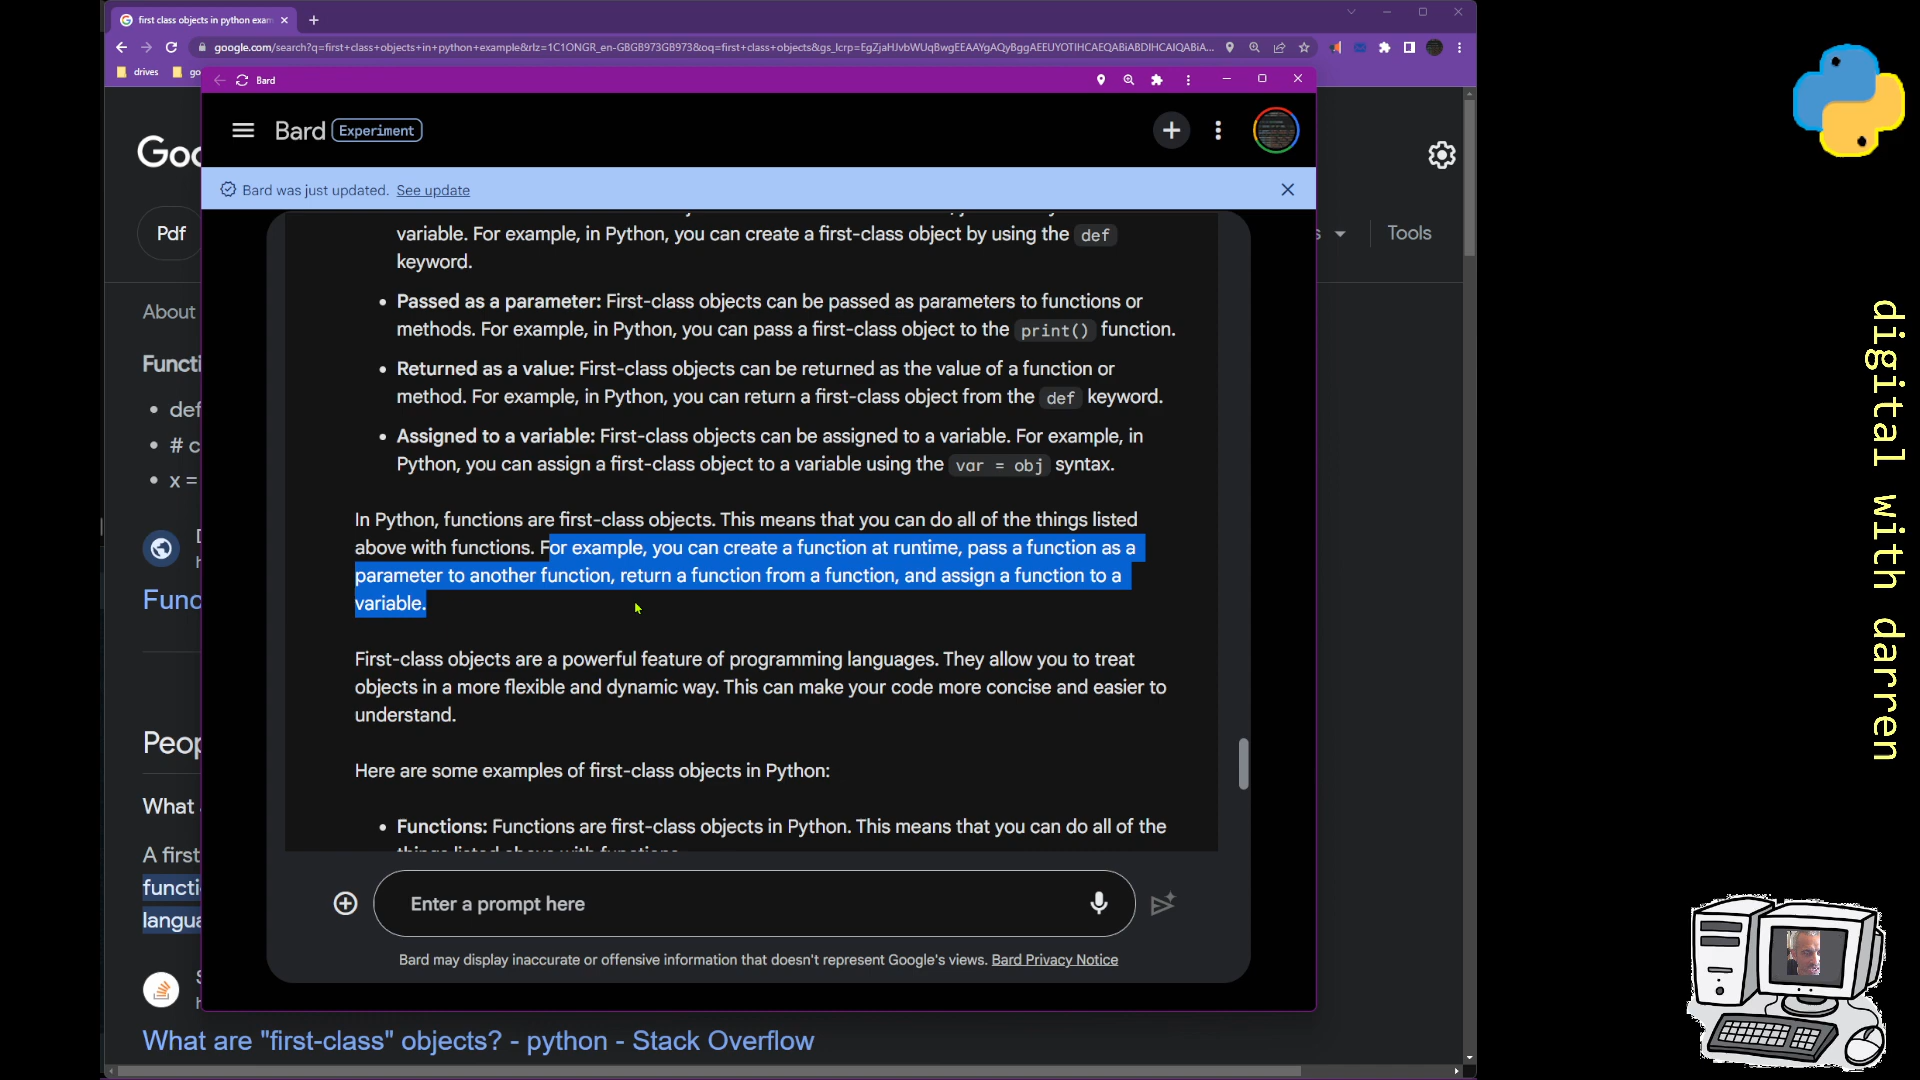 first class objects in python exam
google.com/search?q=first+class+objects+in+python+example&rlz=1C1ONGR_en-GBGB973GB973&oq=first+class+objects&gs_lcrp=EgZjaHJvbWUqBwgEEAAYgAQyBggAEEUYOTIHCAEQABiABDIHCAIQABiA...
drives
go
Bard
Goo
Bard Experiment
Bard was just updated. See update
Pdf
s
Tools
variable. For example, in Python, you can create a first-class object by using the def
keyword.
About
Functi
• def
• # c
• x =
• Passed as a parameter: First-class objects can be passed as parameters to functions or
methods. For example, in Python, you can pass a first-class object to the print() function.
• Returned as a value: First-class objects can be returned as the value of a function or
method. For example, in Python, you can return a first-class object from the def keyword.
• Assigned to a variable: First-class objects can be assigned to a variable. For example, in
Python, you can assign a first-class object to a variable using the var = obj syntax.
In Python, functions are first-class objects. This means that you can do all of the things listed
above with functions. For example, you can create a function at runtime, pass a function as a
parameter to another function, return a function from a function, and assign a function to a
variable.
Func
First-class objects are a powerful feature of programming languages. They allow you to treat
objects in a more flexible and dynamic way. This can make your code more concise and easier to
understand.
Peop
Here are some examples of first-class objects in Python:
What
• Functions: Functions are first-class objects in Python. This means that you can do all of the
things listed above with functions.
A first
functi
langua
Enter a prompt here
Bard may display inaccurate or offensive information that doesn't represent Google's views. Bard Privacy Notice
What are "first-class" objects? - python - Stack Overflow
digital with darren